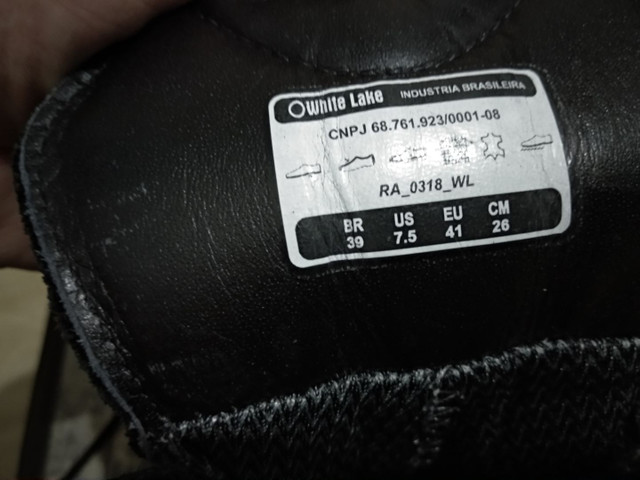 White Lake INDUSTRIA BRASILEIRA
CNPJ 68.761.923/0001-08
RA_0318_WL
BR US EU CM
39 7.5 41 26